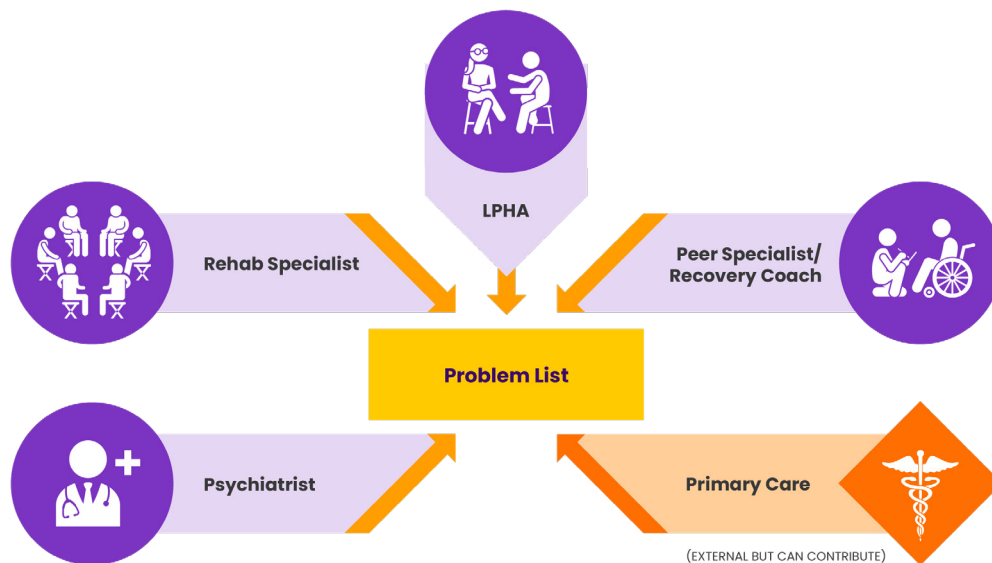 LPHA
Rehab Specialist
Peer Specialist/
Recovery Coach
Problem List
Psychiatrist
Primary Care
(EXTERNAL BUT CAN CONTRIBUTE)